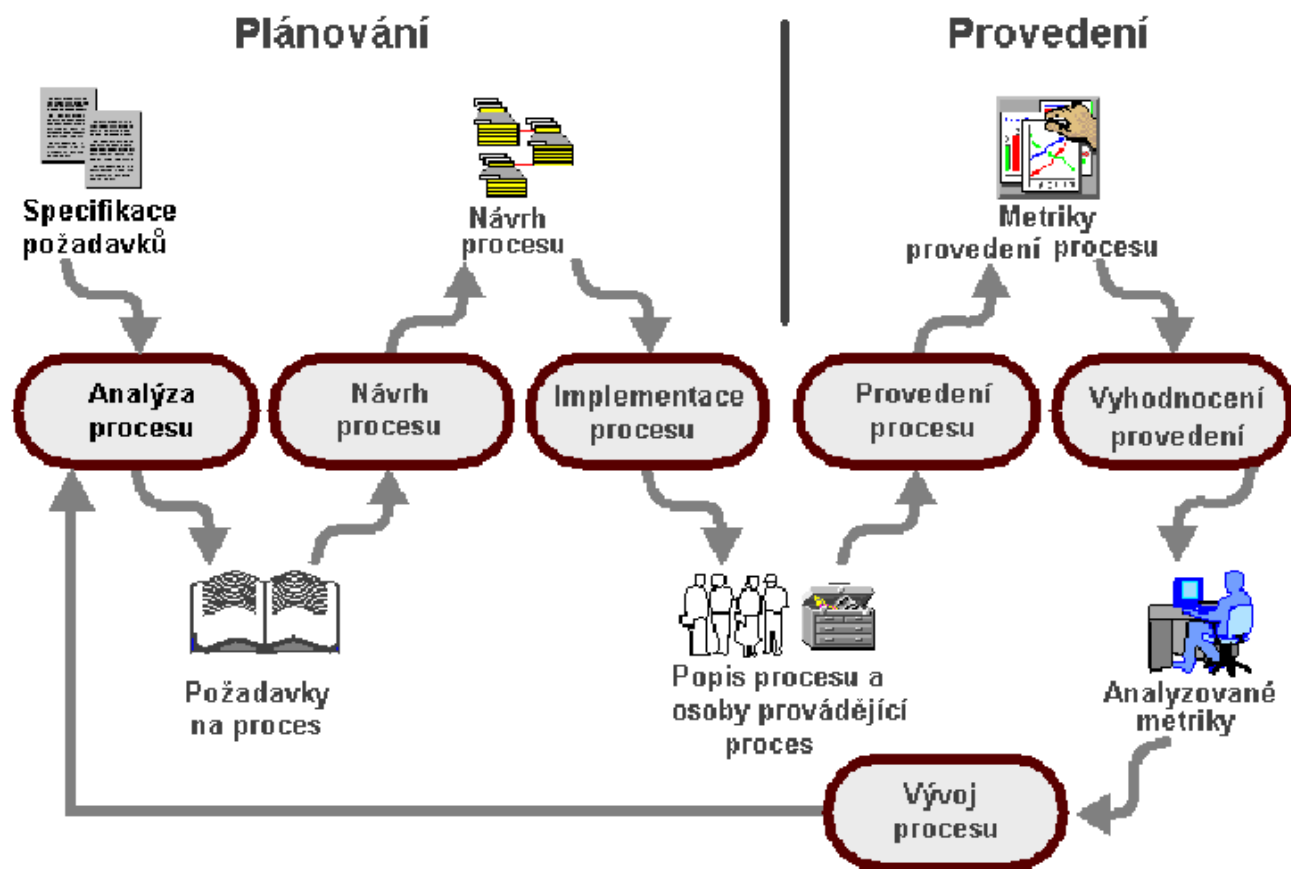 Plánování
Provedení
Specifikace
požadavků
Návrh
procesu
Metriky
provedení procesu
Analýza
procesu
Návrh
procesu
Implementace
procesu
Provedení
procesu
Vyhodnocení
provedení
Požadavky
na proces
Popis procesu a
osoby provádějící
proces
Analyzované
metriky
Vývoj
procesu